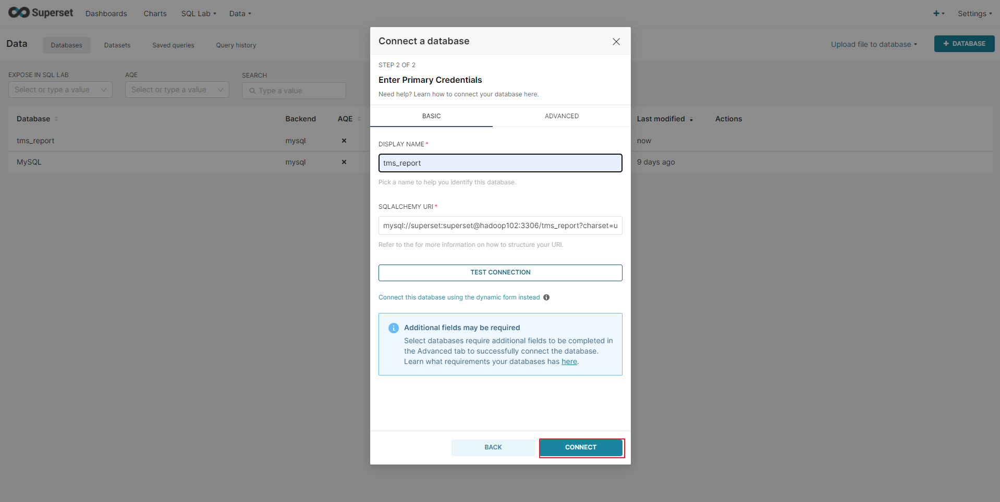 Superset
Dashboards
Charts
SQL Lab
Data
Settings
Data
Databases
Datasets
Saved queries
Query history
Upload file to database
+ DATABASE
EXPOSE IN SQL LAB
Select or type a value
AQE
Select or type a value
SEARCH
Type a value
Database
Backend
AQE
Last modified
Actions
tms_report
mysql
now
MySQL
mysql
9 days ago
Connect a database
STEP 2 OF 2
Enter Primary Credentials
Need help? Learn how to connect your database here.
BASIC
ADVANCED
DISPLAY NAME*
tms_report
Pick a name to help you identify this database.
SQLALCHEMY URI*
mysql://superset:superset@hadoop102:3306/tms_report?charset=u
Refer to the for more information on how to structure your URI.
TEST CONNECTION
Connect this database using the dynamic form instead
Additional fields may be required
Select databases require additional fields to be completed in
the Advanced tab to successfully connect the database.
Learn what requirements your databases has here.
BACK
CONNECT